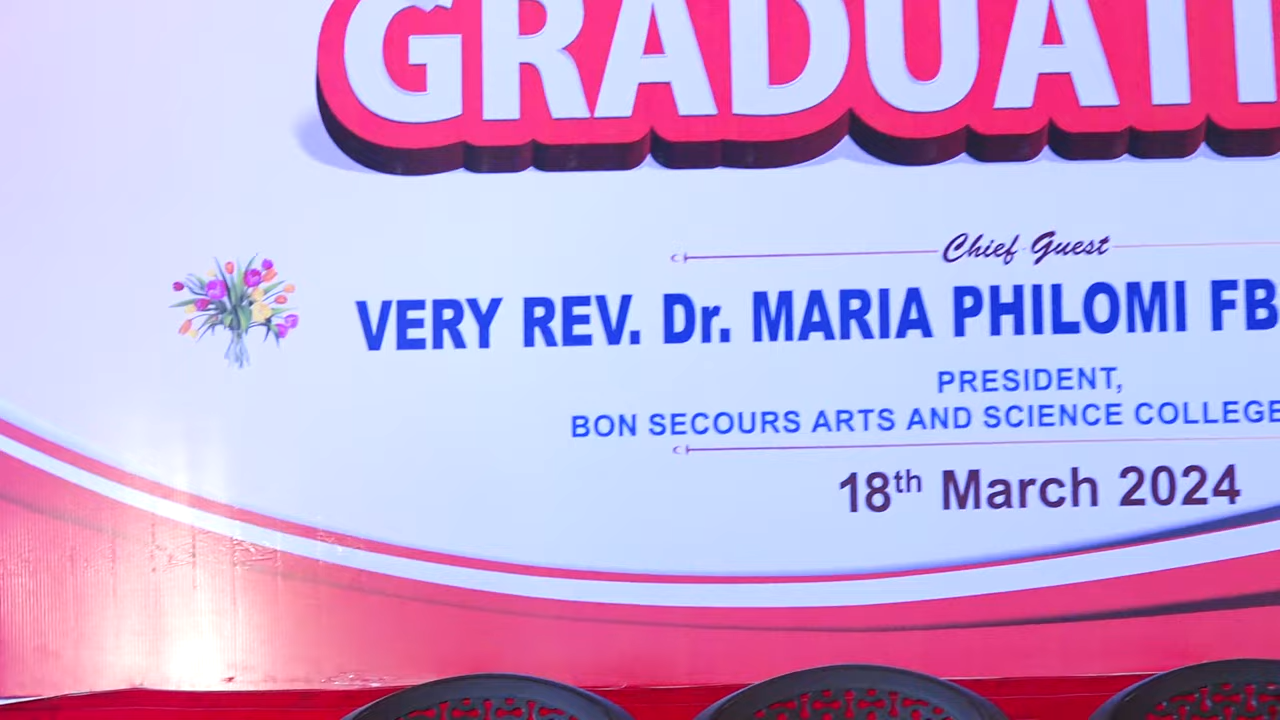 GRADUATI
Chief Guest
VERY REV. Dr. MARIA PHILOMI FB
PRESIDENT,
BON SECOURS ARTS AND SCIENCE COLLEGE
18th March 2024